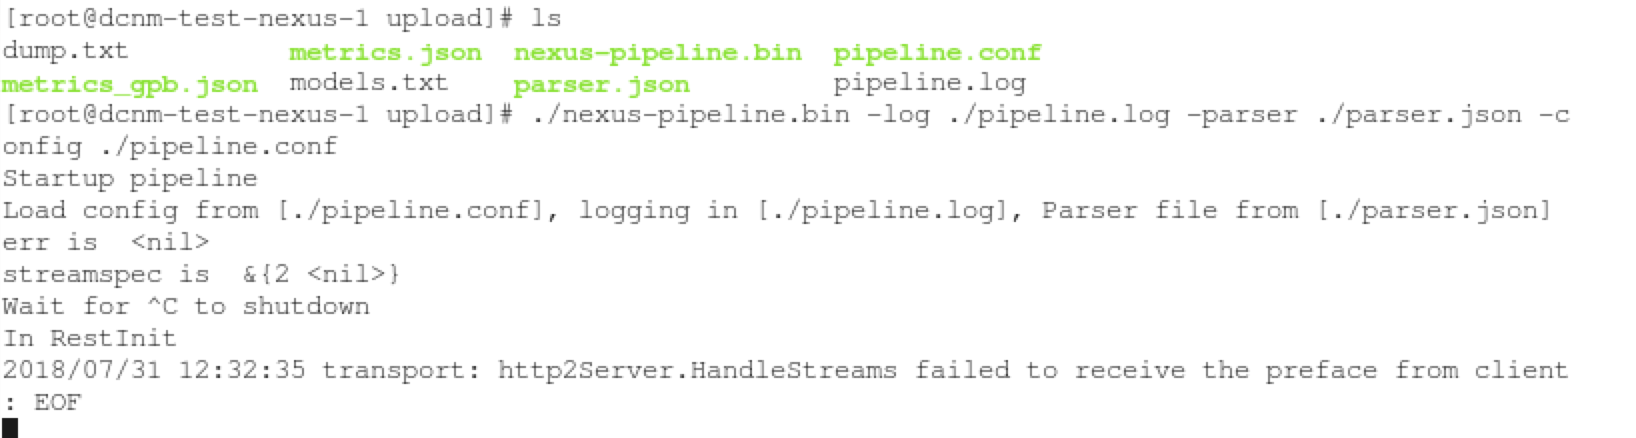 [root@dcnm-test-nexus-1 upload]# ls
dump.txt metrics.json nexus-pipeline.bin pipeline.conf
metrics_gpb.json models.txt parser.json pipeline.log
[root@dcnm-test-nexus-1 upload]# ./nexus-pipeline.bin -log ./pipeline.log -parser ./parser.json -c
onfig ./pipeline.conf
Startup pipeline
Load config from [./pipeline.conf], logging in [./pipeline.log], Parser file from [./parser.json]
err is <nil>
streamspec is &{2 <nil>}
Wait for ^C to shutdown
In RestInit
2018/07/31 12:32:35 transport: http2Server.HandleStreams failed to receive the preface from client
: EOF